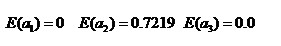 E(a₁) = 0 E(a₂) = 0.7219 E(a₃) = 0.0